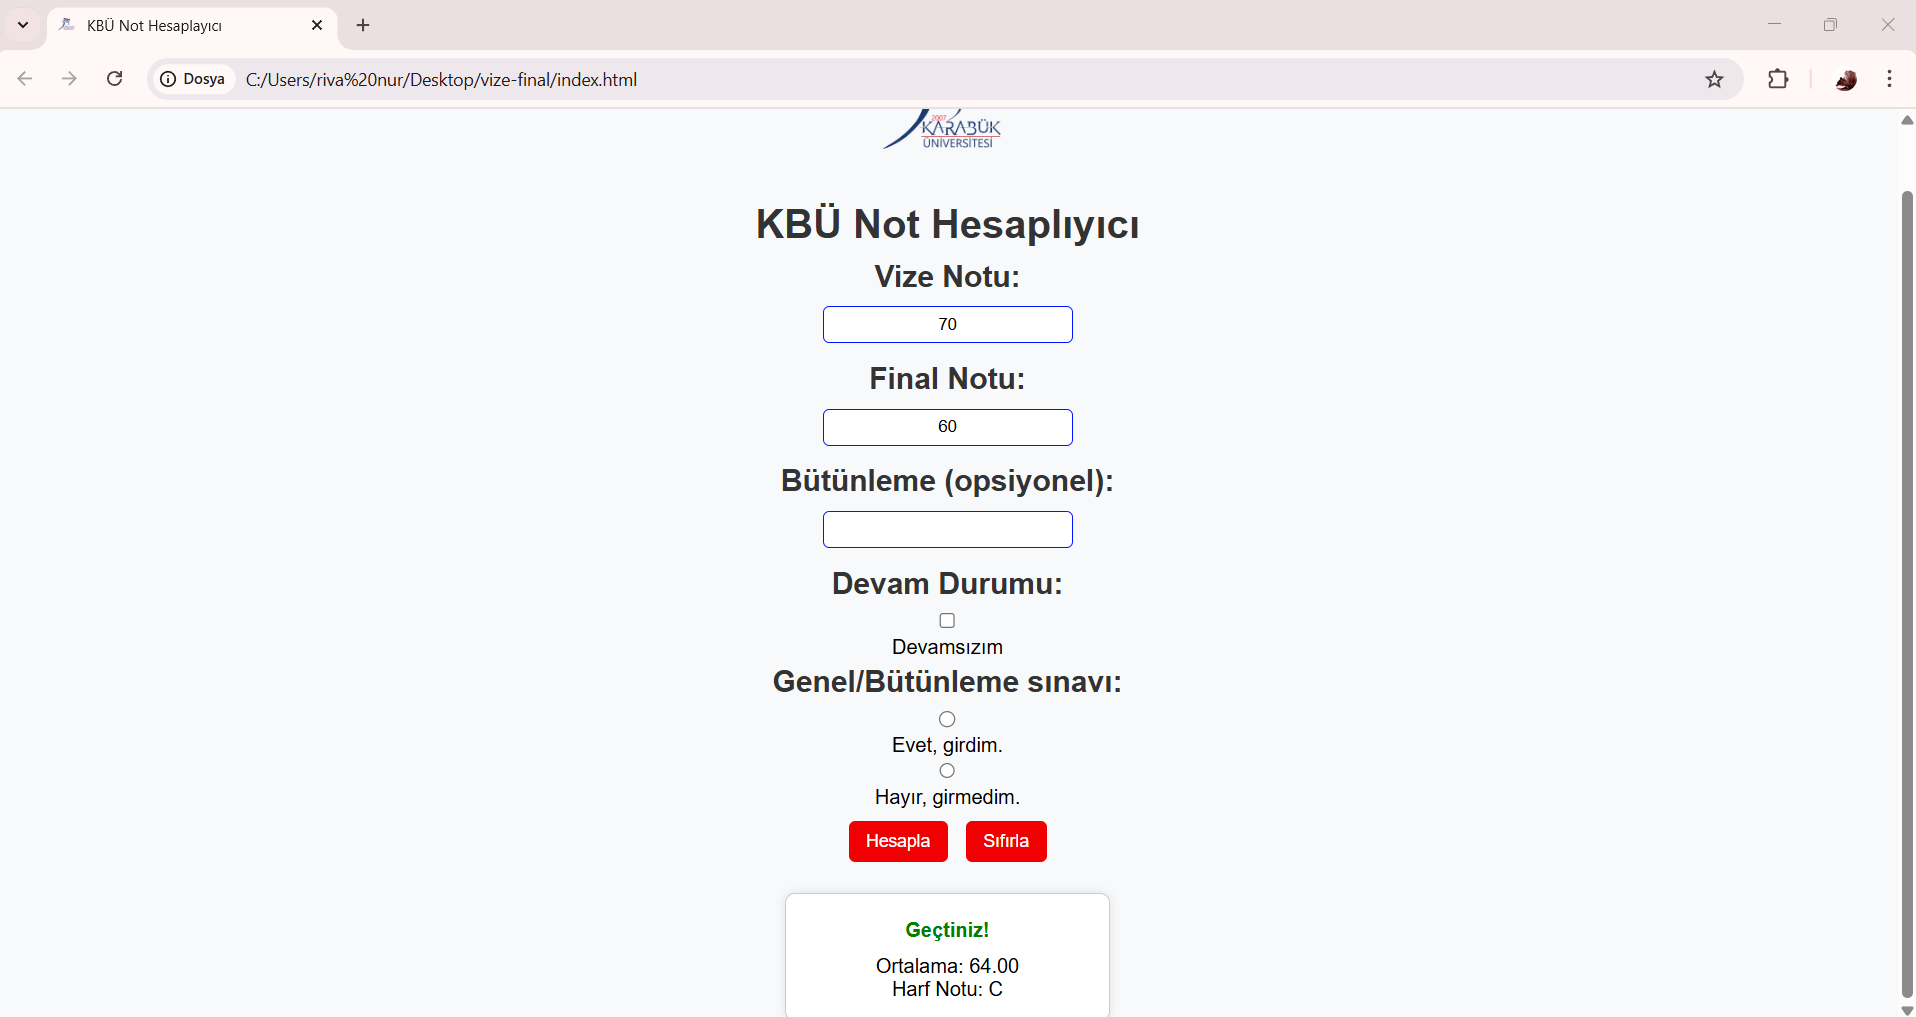 KBÜ Not Hesaplayıcı
Dosya
C:/Users/riva%20nur/Desktop/vize-final/index.html
2007
KARABÜK
ÜNİVERSİTESİ
KBÜ Not Hesaplıyıcı
Vize Notu:
70
Final Notu:
60
Bütünleme (opsiyonel):
Devam Durumu:
Devamsızım
Genel/Bütünleme sınavı:
Evet, girdim.
Hayır, girmedim.
Hesapla
Sıfırla
Geçtiniz!
Ortalama: 64.00
Harf Notu: C